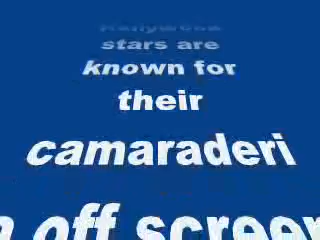 stars are
known for
their
camaraderi
off screen